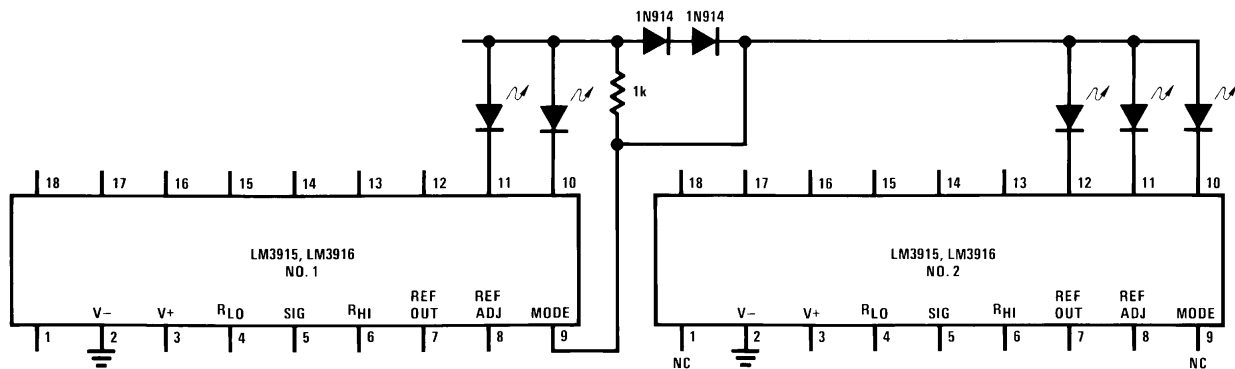 1N914 1N914
1k
18 17 16 15 14 13 12 11 10
18 17 16 15 14 13 12 11 10
LM3915, LM3916
NO. 1
LM3915, LM3916
NO. 2
V− V+ RLO SIG RHI REF OUT REF ADJ MODE
V− V+ RLO SIG RHI REF OUT REF ADJ MODE
1 2 3 4 5 6 7 8 9
1 2 3 4 5 6 7 8 9
NC NC